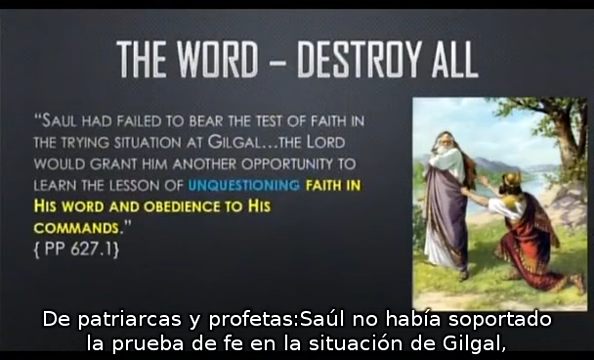 THE WORD – DESTROY ALL
“SAUL HAD FAILED TO BEAR THE TEST OF FAITH IN
THE TRYING SITUATION AT GILGAL...THE LORD
WOULD GRANT HIM ANOTHER OPPORTUNITY TO
LEARN THE LESSON OF UNQUESTIONING FAITH IN
HIS WORD AND OBEDIENCE TO HIS
COMMANDS.”
{ PP 627.1}
De patriarcas y profetas:Saúl no había soportado
la prueba de fe en la situación de Gilgal,